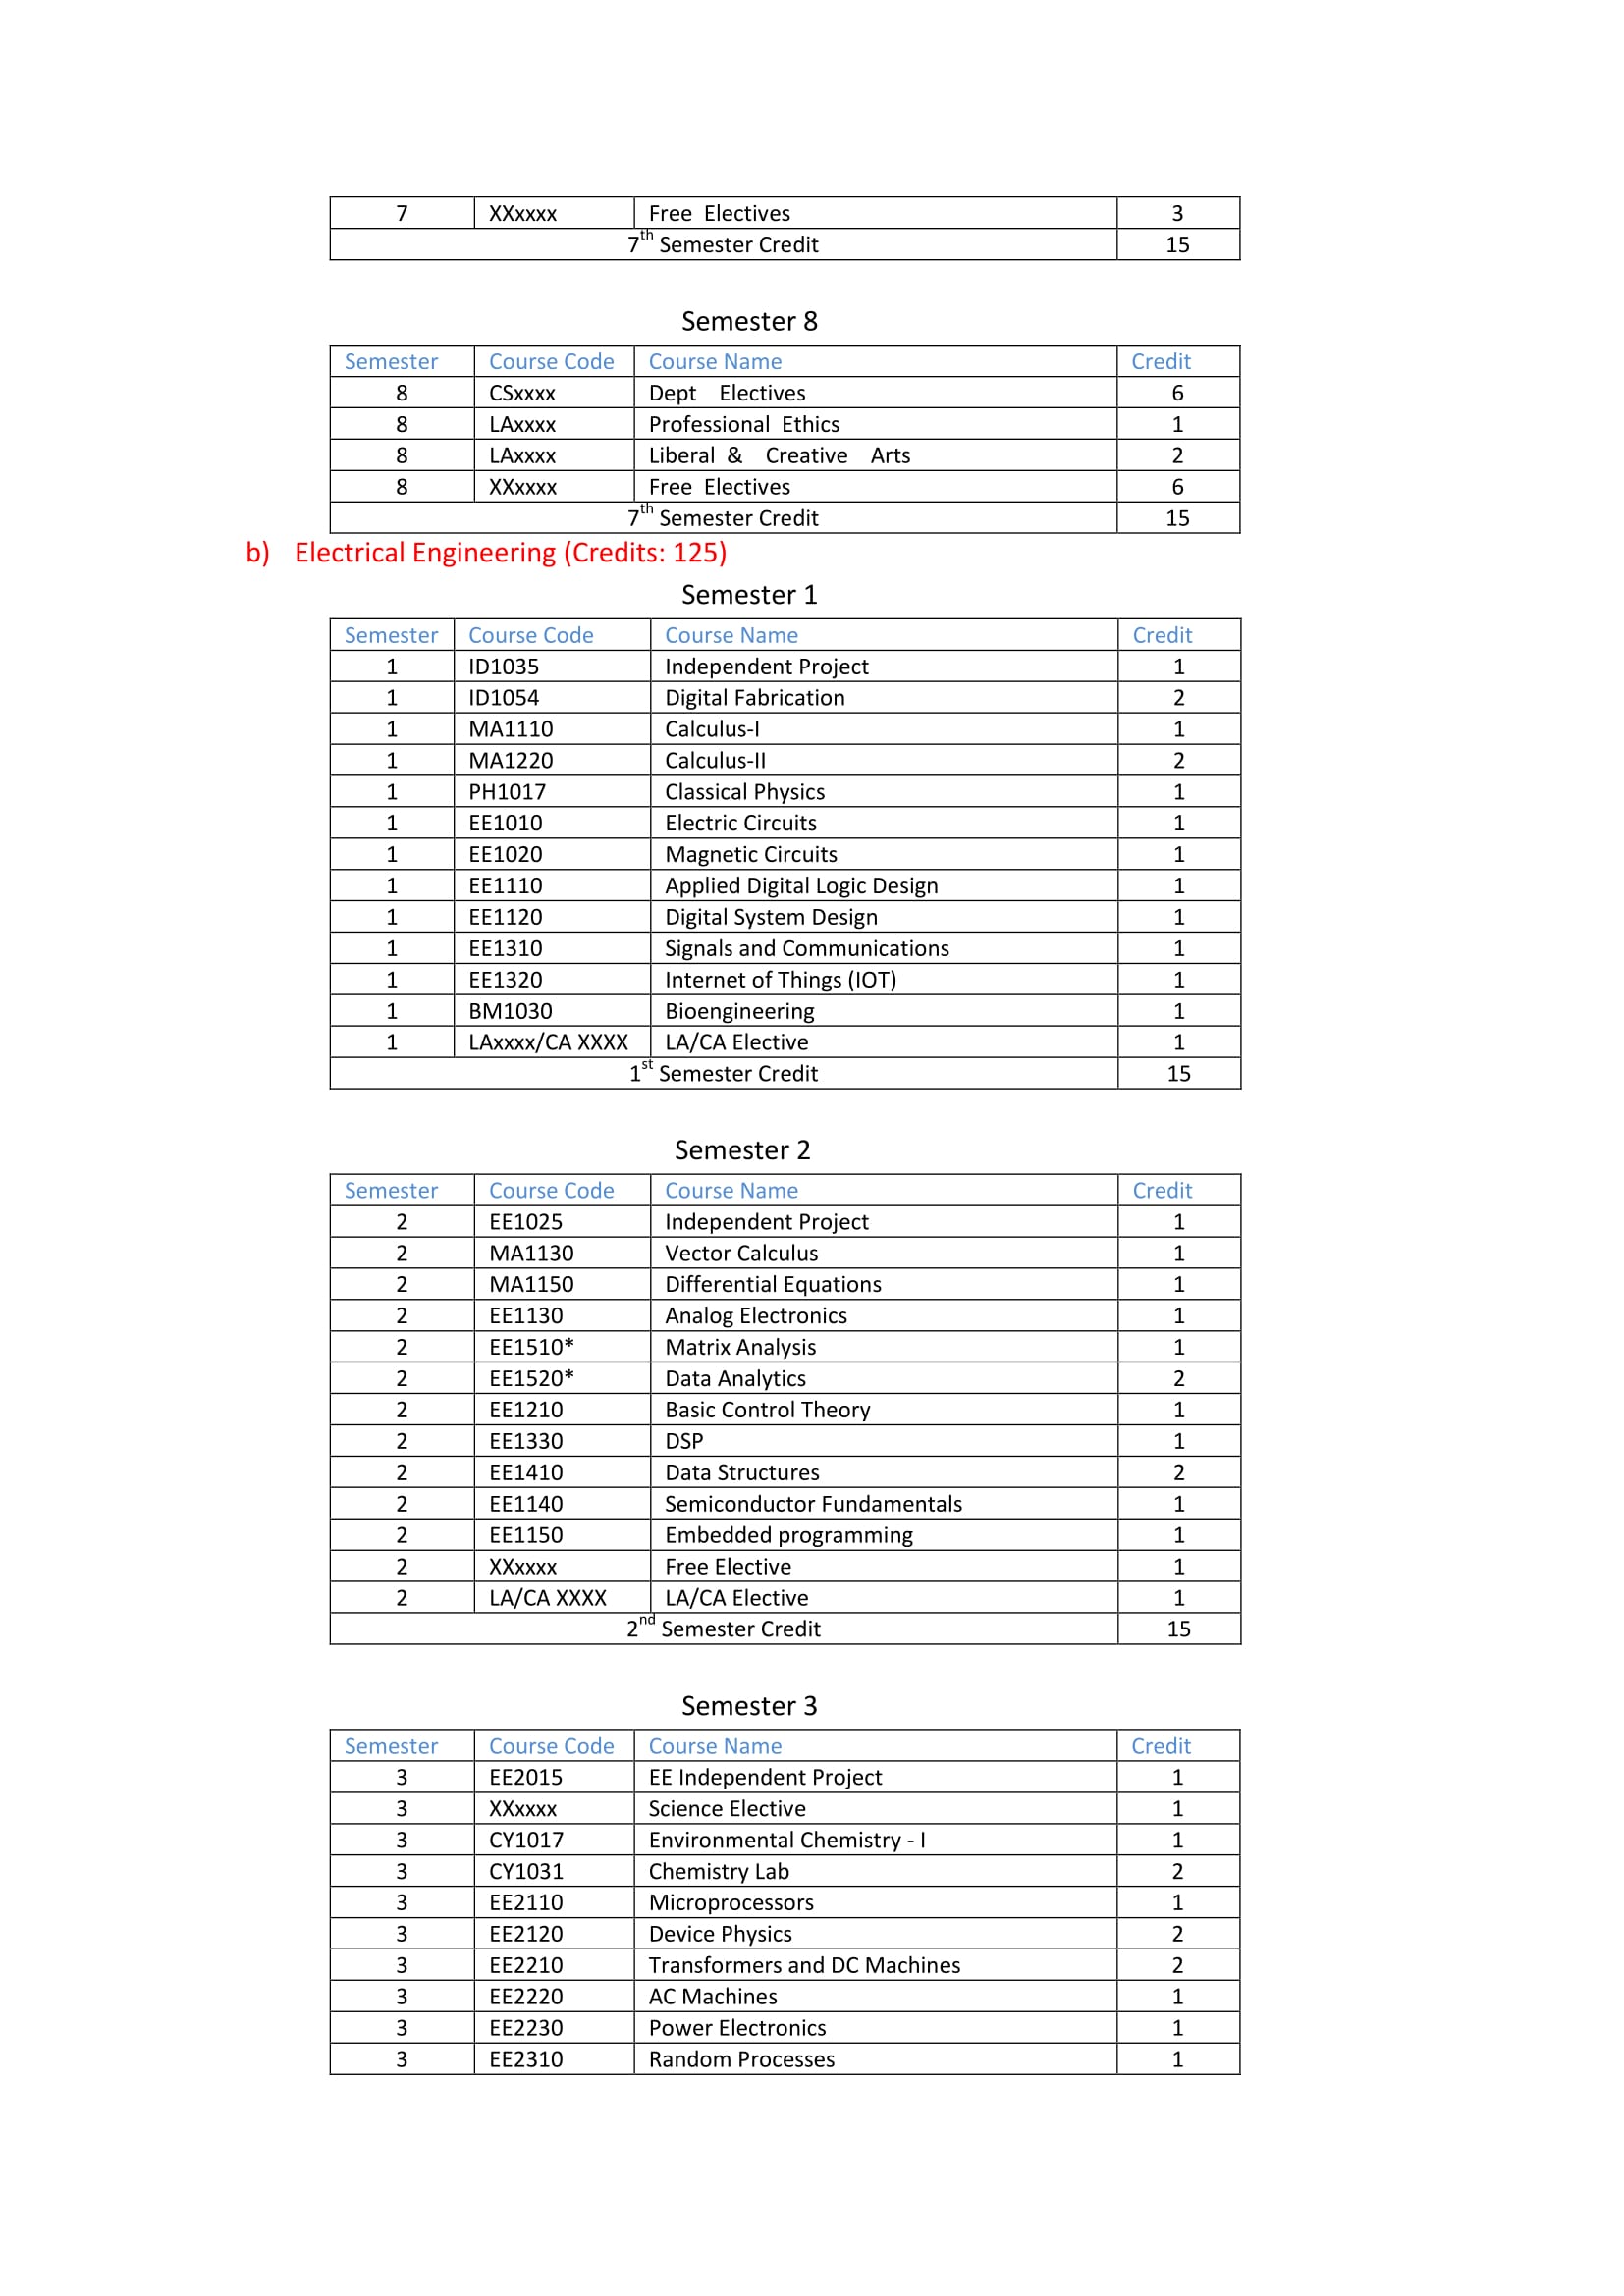 7 XXxxxx Free Electives 3
7th Semester Credit 15
Semester 8
Semester Course Code Course Name Credit
8 CSxxxx Dept Electives 6
8 LAxxxx Professional Ethics 1
8 LAxxxx Liberal & Creative Arts 2
8 XXxxxx Free Electives 6
7th Semester Credit 15
b) Electrical Engineering (Credits: 125)
Semester 1
Semester Course Code Course Name Credit
1 ID1035 Independent Project 1
1 ID1054 Digital Fabrication 2
1 MA1110 Calculus-I 1
1 MA1220 Calculus-II 2
1 PH1017 Classical Physics 1
1 EE1010 Electric Circuits 1
1 EE1020 Magnetic Circuits 1
1 EE1110 Applied Digital Logic Design 1
1 EE1120 Digital System Design 1
1 EE1310 Signals and Communications 1
1 EE1320 Internet of Things (IOT) 1
1 BM1030 Bioengineering 1
1 LAxxxx/CA XXXX LA/CA Elective 1
1st Semester Credit 15
Semester 2
Semester Course Code Course Name Credit
2 EE1025 Independent Project 1
2 MA1130 Vector Calculus 1
2 MA1150 Differential Equations 1
2 EE1130 Analog Electronics 1
2 EE1510* Matrix Analysis 1
2 EE1520* Data Analytics 2
2 EE1210 Basic Control Theory 1
2 EE1330 DSP 1
2 EE1410 Data Structures 2
2 EE1140 Semiconductor Fundamentals 1
2 EE1150 Embedded programming 1
2 XXxxxx Free Elective 1
2 LA/CA XXXX LA/CA Elective 1
2nd Semester Credit 15
Semester 3
Semester Course Code Course Name Credit
3 EE2015 EE Independent Project 1
3 XXxxxx Science Elective 1
3 CY1017 Environmental Chemistry - I 1
3 CY1031 Chemistry Lab 2
3 EE2110 Microprocessors 1
3 EE2120 Device Physics 2
3 EE2210 Transformers and DC Machines 2
3 EE2220 AC Machines 1
3 EE2230 Power Electronics 1
3 EE2310 Random Processes 1